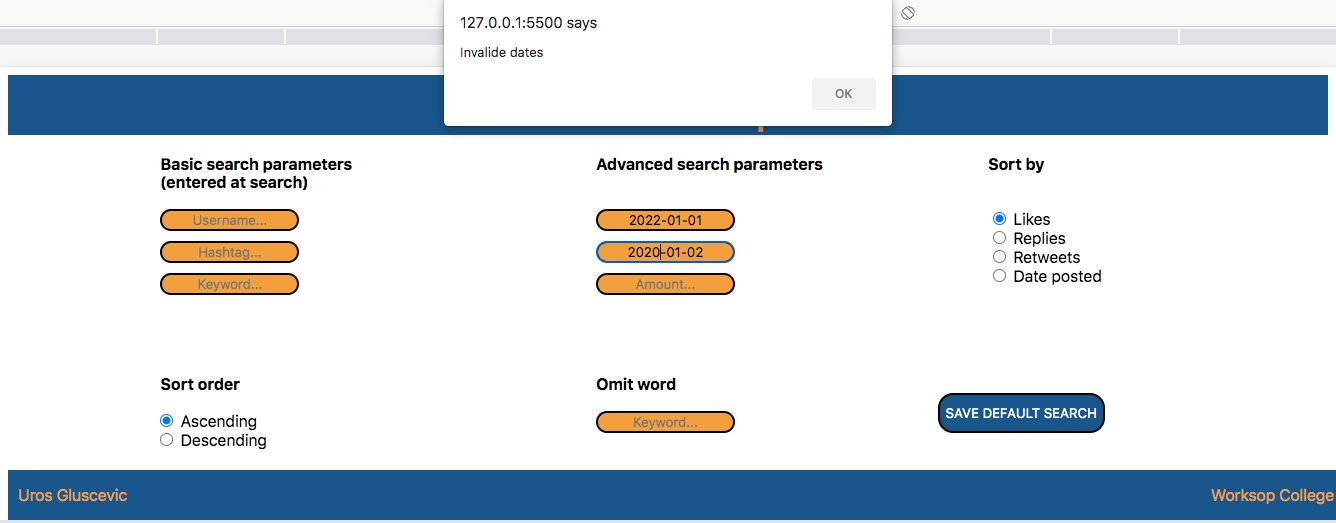 127.0.0.1:5500 says
Invalide dates
OK
Basic search parameters
(entered at search)
Advanced search parameters
Sort by
Username...
2022-01-01
Likes
Hashtag...
2020-01-02
Replies
Keyword...
Amount...
Retweets
Date posted
Sort order
Omit word
Ascending
Keyword...
SAVE DEFAULT SEARCH
Descending
Uros Gluscevic
Worksop College